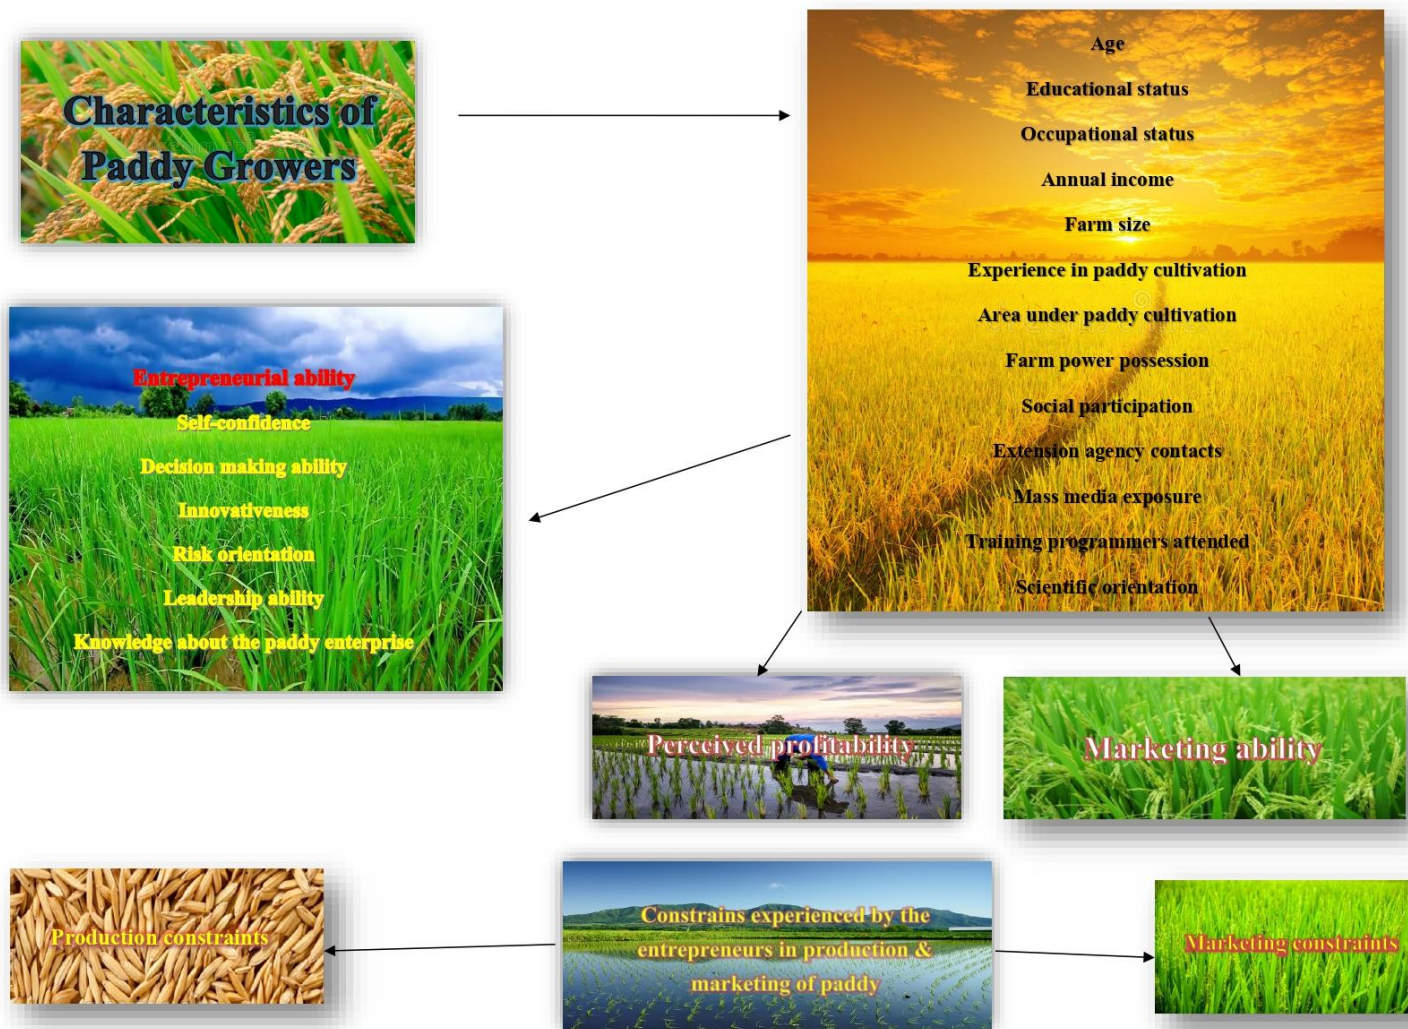 Characteristics of
Paddy Growers
Age
Educational status
Occupational status
Annual income
Farm size
Experience in paddy cultivation
Area under paddy cultivation
Farm power possession
Social participation
Extension agency contacts
Mass media exposure
Training programmers attended
Scientific orientation
Entrepreneurial ability
Self-confidence
Decision making ability
Innovativeness
Risk orientation
Leadership ability
Knowledge about the paddy enterprise
Perceived profitability
Marketing ability
Production constraints
Constrains experienced by the
entrepreneurs in production &
marketing of paddy
Marketing constraints